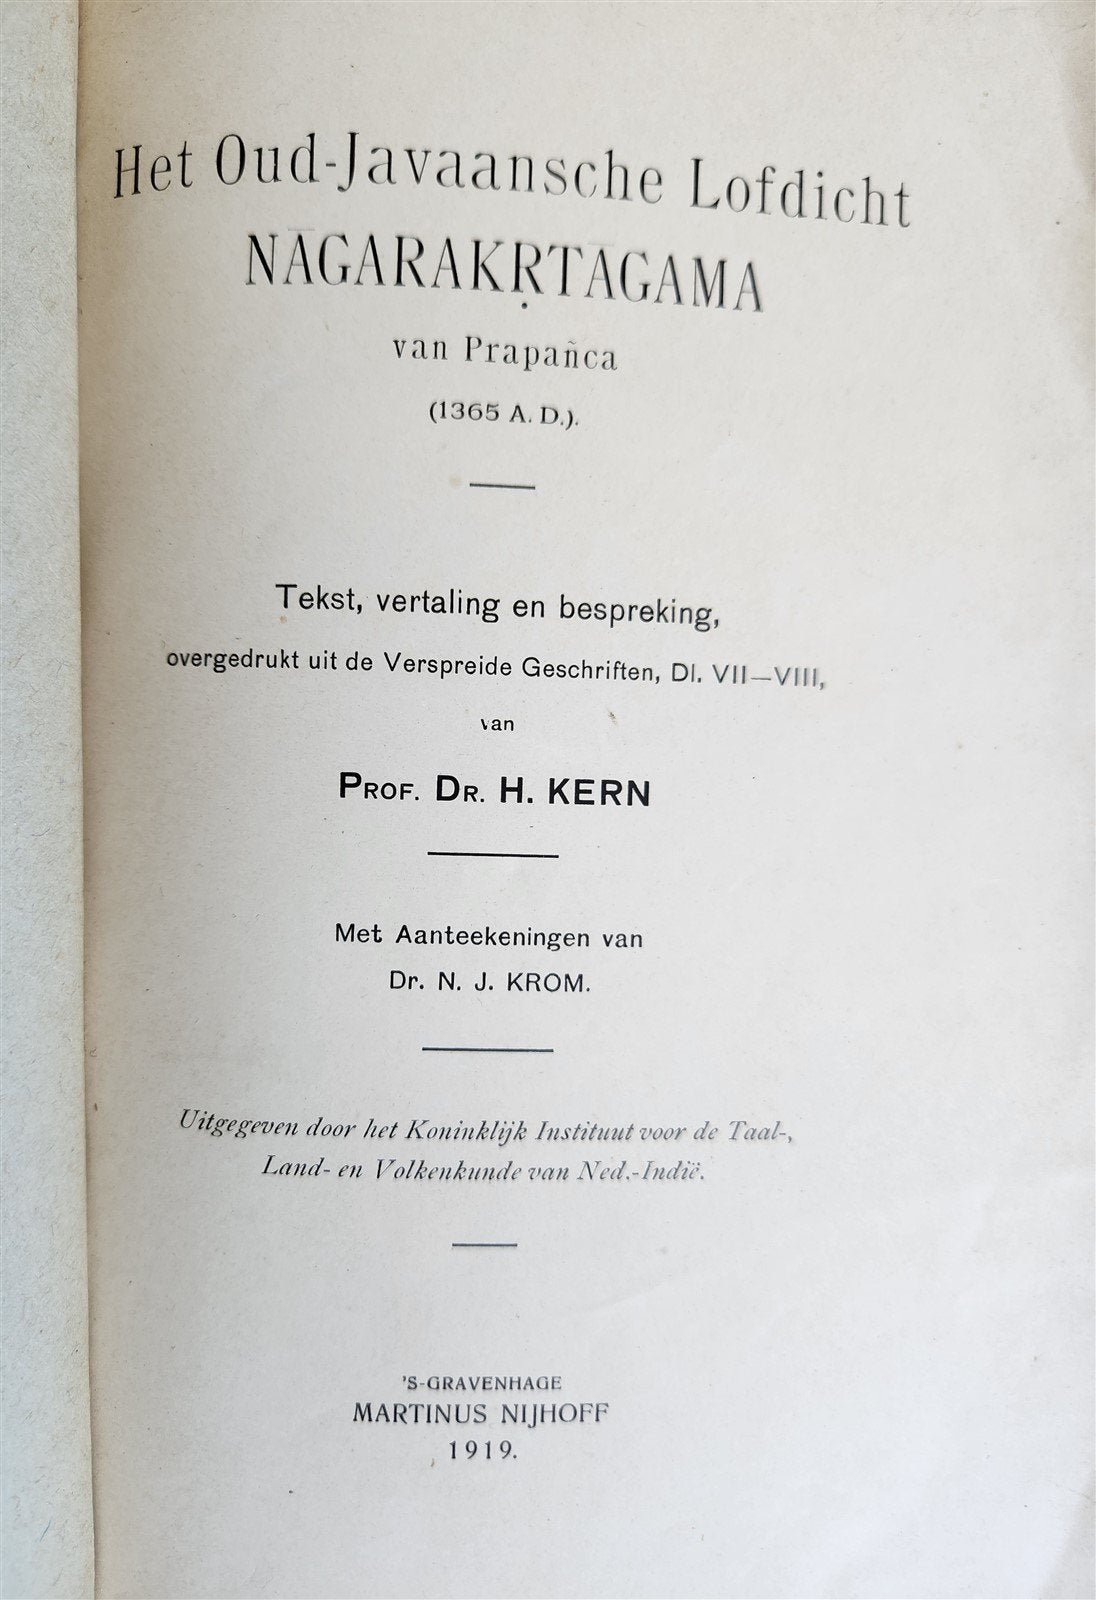 Het Oud-Javaansche Lofdicht
NĀGARAKṚTĀGAMA
van Prapañca
(1365 A. D.).
Tekst, vertaling en bespreking,
overgedrukt uit de Verspreide Geschriften, Dl. VII—VIII,
van
PROF. DR. H. KERN
Met Aanteekeningen van
Dr. N. J. KROM.
Uitgegeven door het Koninklijk Instituut voor de Taal-,
Land- en Volkenkunde van Ned.-Indië.
'S-GRAVENHAGE
MARTINUS NIJHOFF
1919.